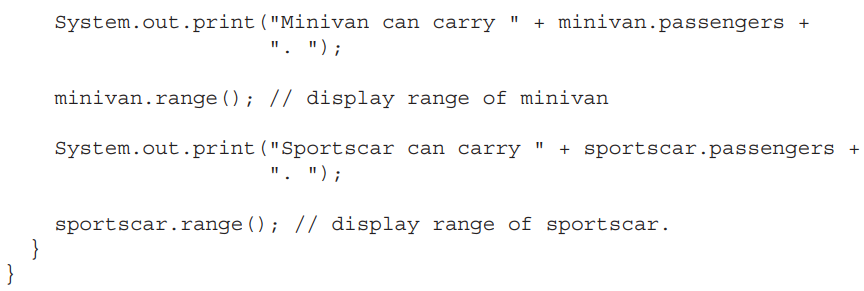 System.out.print("Minivan can carry " + minivan.passengers +
". ");
minivan.range(); // display range of minivan
System.out.print("Sportscar can carry " + sportscar.passengers +
". ");
sportscar.range(); // display range of sportscar.
}
}